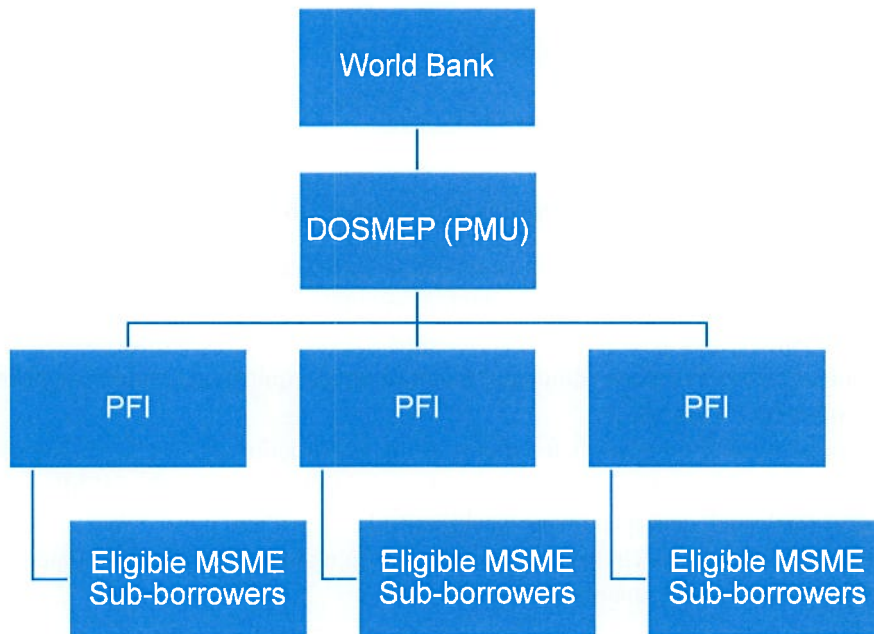 World Bank
DOSMEP (PMU)
PFI
PFI
PFI
Eligible MSME
Sub-borrowers
Eligible MSME
Sub-borrowers
Eligible MSME
Sub-borrowers